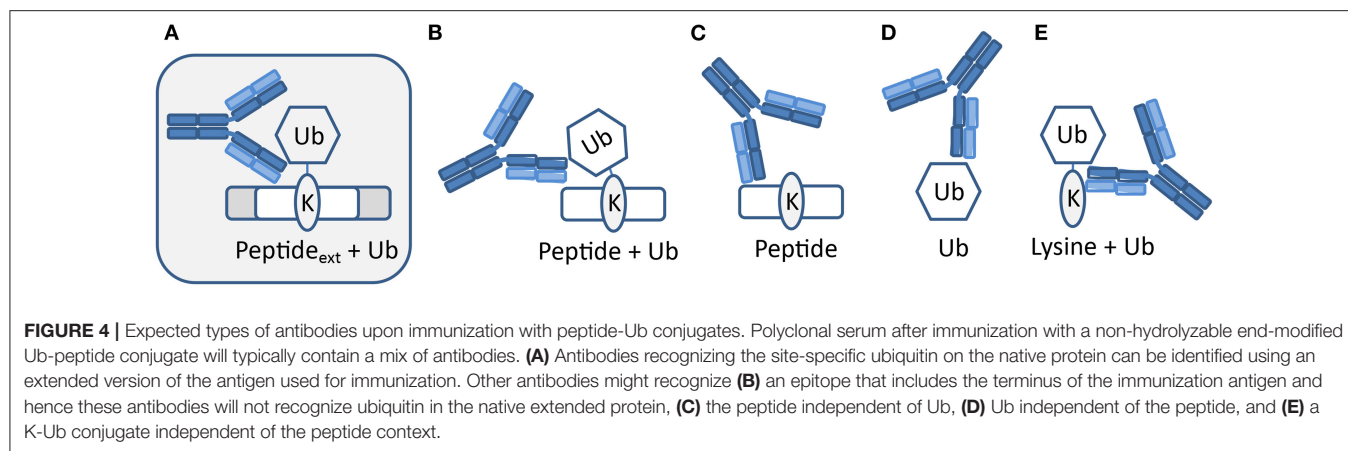 A B C D E
Ub Ub Ub
K K K Ub K
Peptideext + Ub Peptide + Ub Peptide Ub Lysine + Ub
FIGURE 4 | Expected types of antibodies upon immunization with peptide-Ub conjugates. Polyclonal serum after immunization with a non-hydrolyzable end-modified
Ub-peptide conjugate will typically contain a mix of antibodies. (A) Antibodies recognizing the site-specific ubiquitin on the native protein can be identified using an
extended version of the antigen used for immunization. Other antibodies might recognize (B) an epitope that includes the terminus of the immunization antigen and
hence these antibodies will not recognize ubiquitin in the native extended protein, (C) the peptide independent of Ub, (D) Ub independent of the peptide, and (E) a
K-Ub conjugate independent of the peptide context.